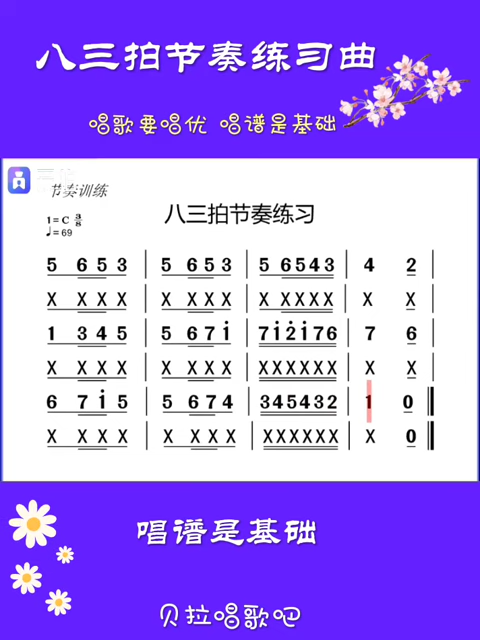 八三拍节奏练习曲
唱歌要唱优 唱谱是基础
节奏训练
八三拍节奏练习
1=C 3/8
♩=69
5 6 5 3 | 5 6 5 3 | 5 6 5 4 3 | 4 2 |
X X X X | X X X X | X X X X X | X X |
1 3 4 5 | 5 6 7 i | 7 i 2 i 7 6 | 7 6 |
X X X X | X X X X | X X X X X X | X X |
6 7 i 5 | 5 6 7 4 | 3 4 5 4 3 2 | 1 0 ‖
X X X X | X X X X | X X X X X X | X 0 ‖
唱谱是基础
贝拉唱歌吧